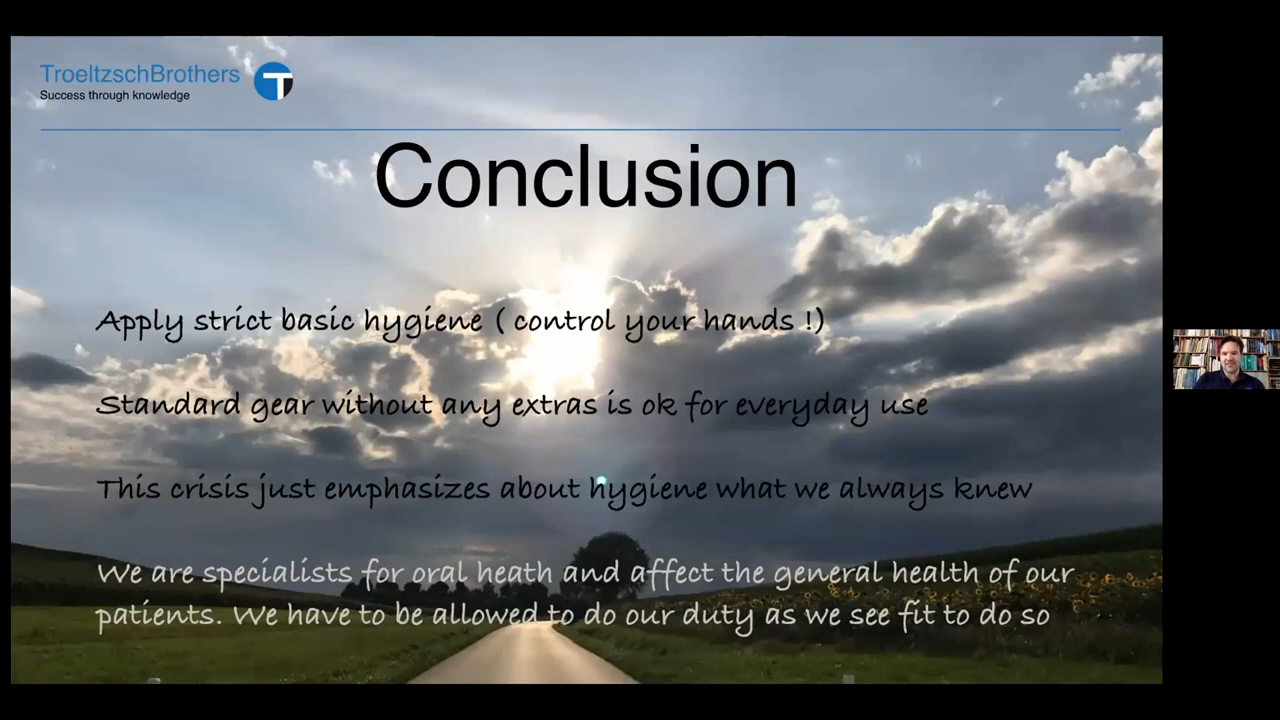 TroeltzschBrothers
Success through knowledge
T
Conclusion
Apply strict basic hygiene ( control your hands !)
Standard gear without any extras is ok for everyday use
This crisis just emphasizes about hygiene what we always knew
We are specialists for oral heath and affect the general health of our
patients. We have to be allowed to do our duty as we see fit to do so